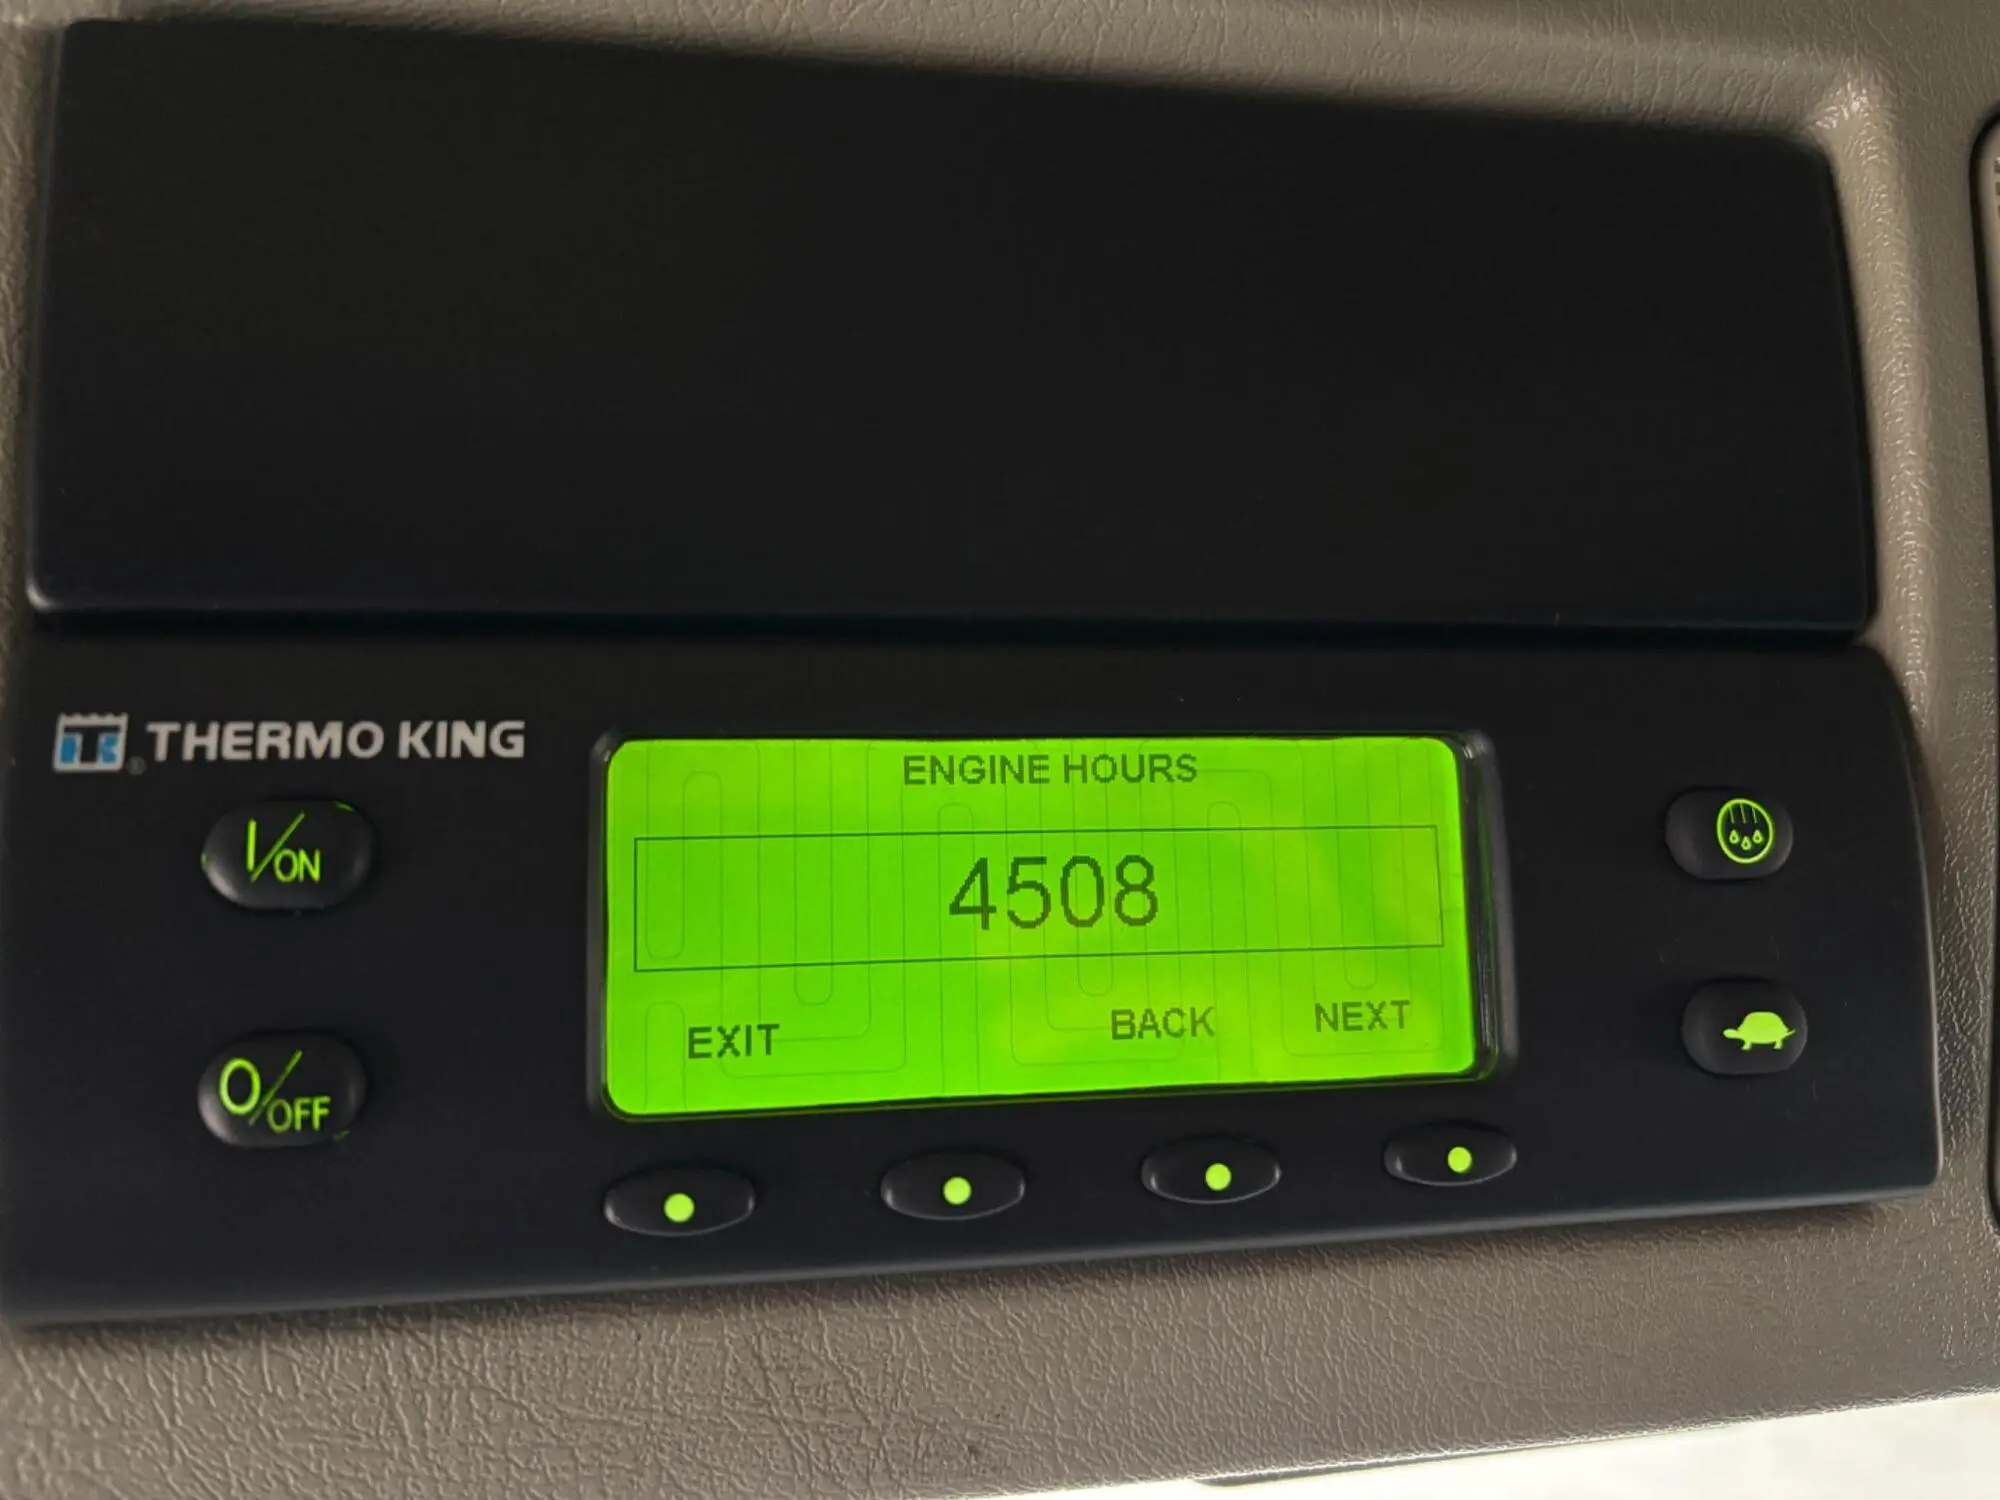 THERMO KING
I/ON
O/OFF
ENGINE HOURS
4508
EXIT BACK NEXT